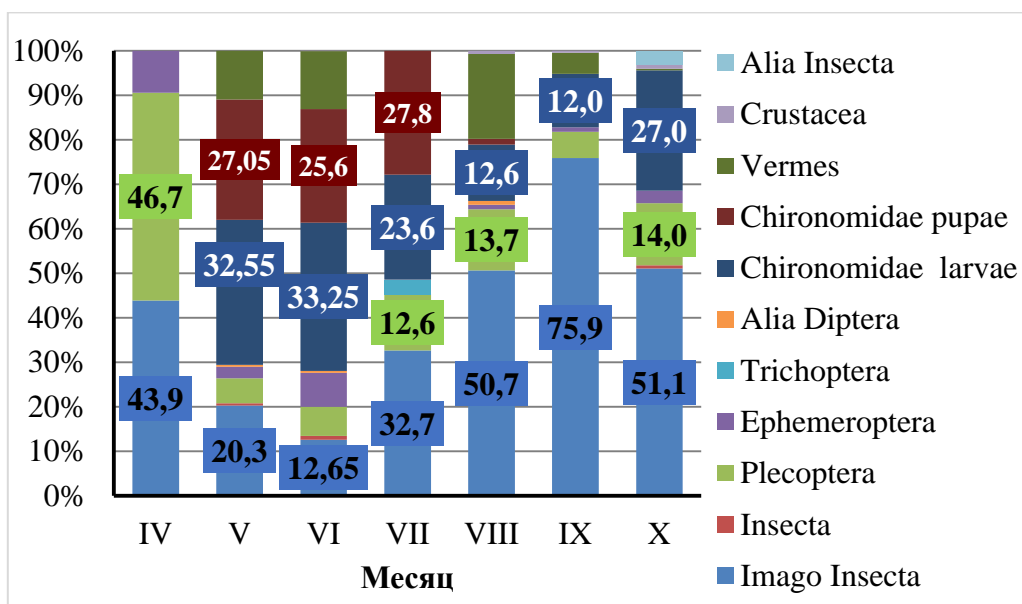 100%
90%
80%
70%
60%
50%
40%
30%
20%
10%
0%
46,7
43,9
27,05
32,55
20,3
25,6
33,25
12,65
27,8
23,6
12,6
32,7
12,6
13,7
50,7
12,0
75,9
27,0
14,0
51,1
IV V VI VII VIII IX X
Месяц
Alia Insecta
Crustacea
Vermes
Chironomidae pupae
Chironomidae larvae
Alia Diptera
Trichoptera
Ephemeroptera
Plecoptera
Insecta
Imago Insecta